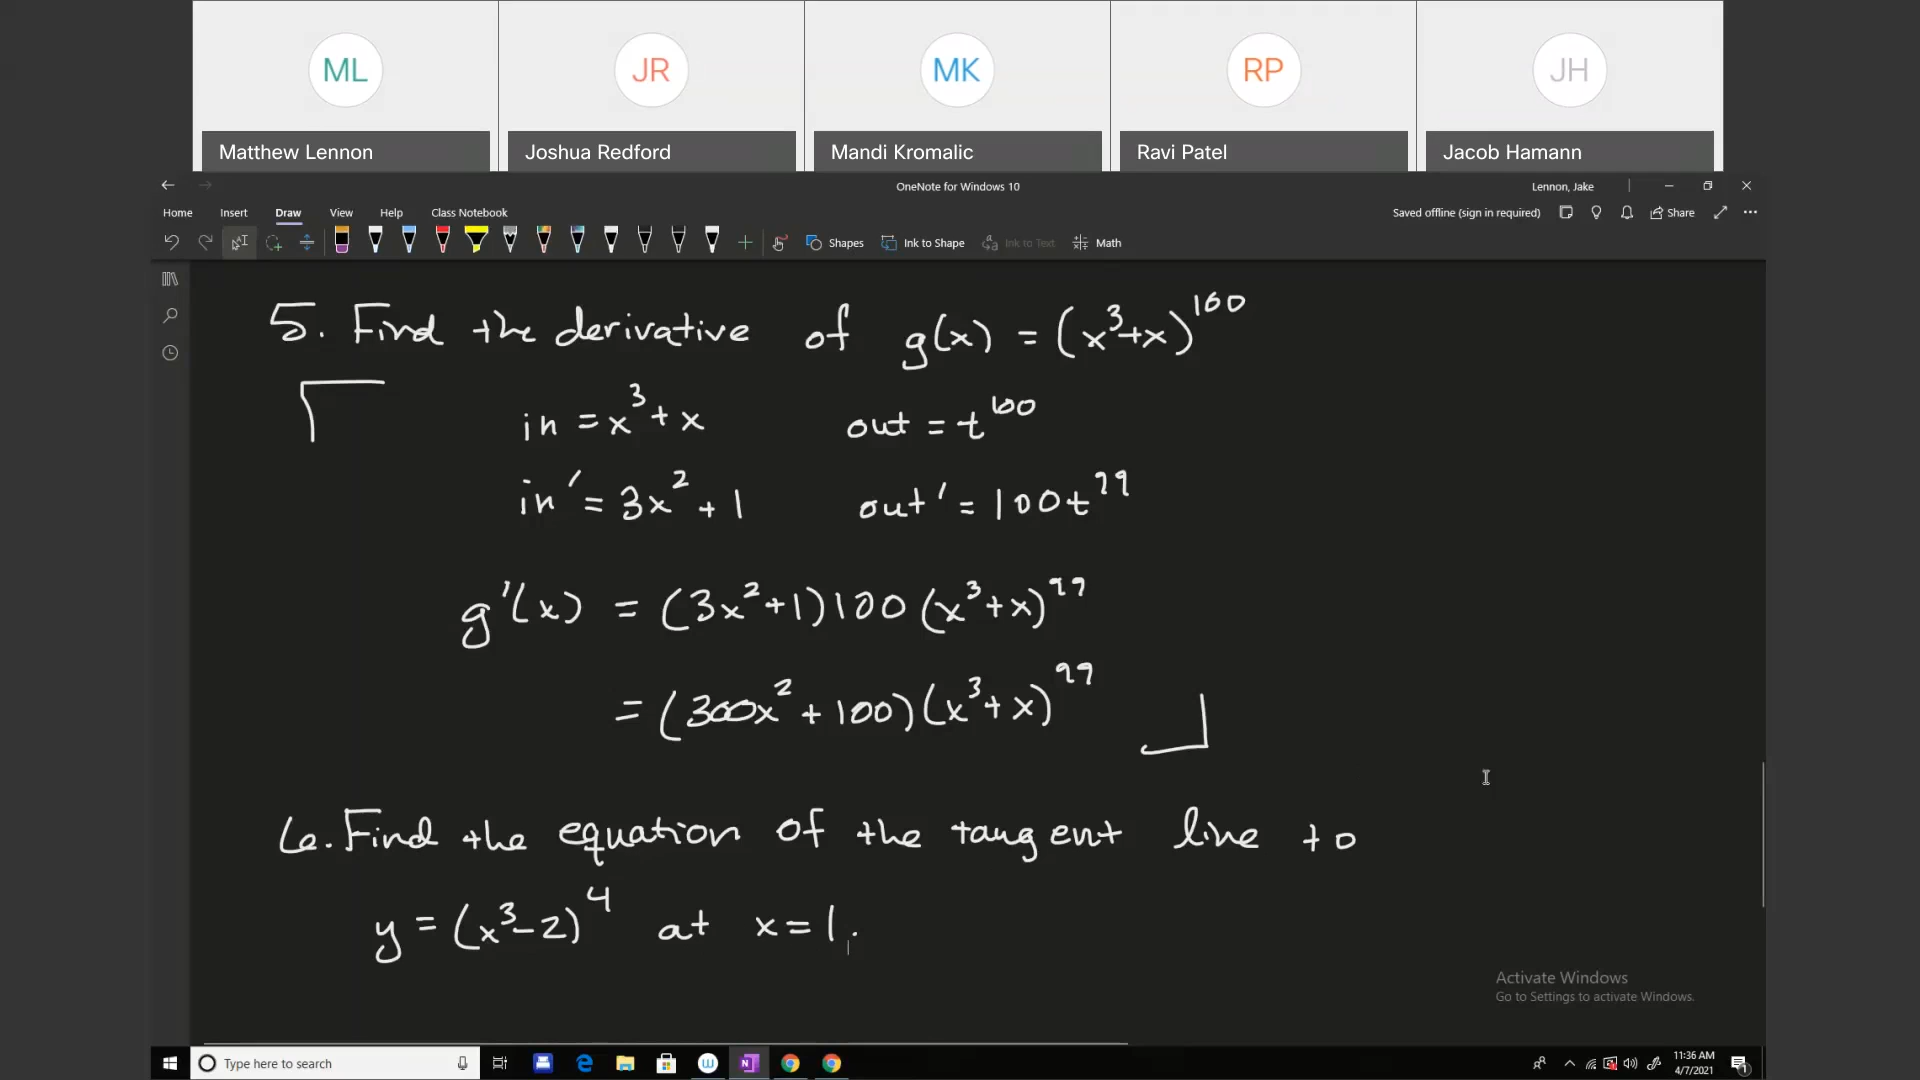 ML JR MK RP JH
Matthew Lennon Joshua Redford Mandi Kromalic Ravi Patel Jacob Hamann
OneNote for Windows 10 Lennon, Jake
Home Insert Draw View Help Class Notebook Saved offline (sign in required) Share
Shapes Ink to Shape Ink to Text Math
5. Find the derivative of g(x) = (x³+x)¹⁰⁰
in = x³ + x out = t¹⁰⁰
in' = 3x² + 1 out' = 100t⁹⁹
g'(x) = (3x²+1)100(x³+x)⁹⁹
= (300x² + 100)(x³+x)⁹⁹
6. Find the equation of the tangent line to
y = (x³-2)⁴ at x = 1.
Activate Windows
Go to Settings to activate Windows.
Type here to search
11:36 AM
4/7/2021